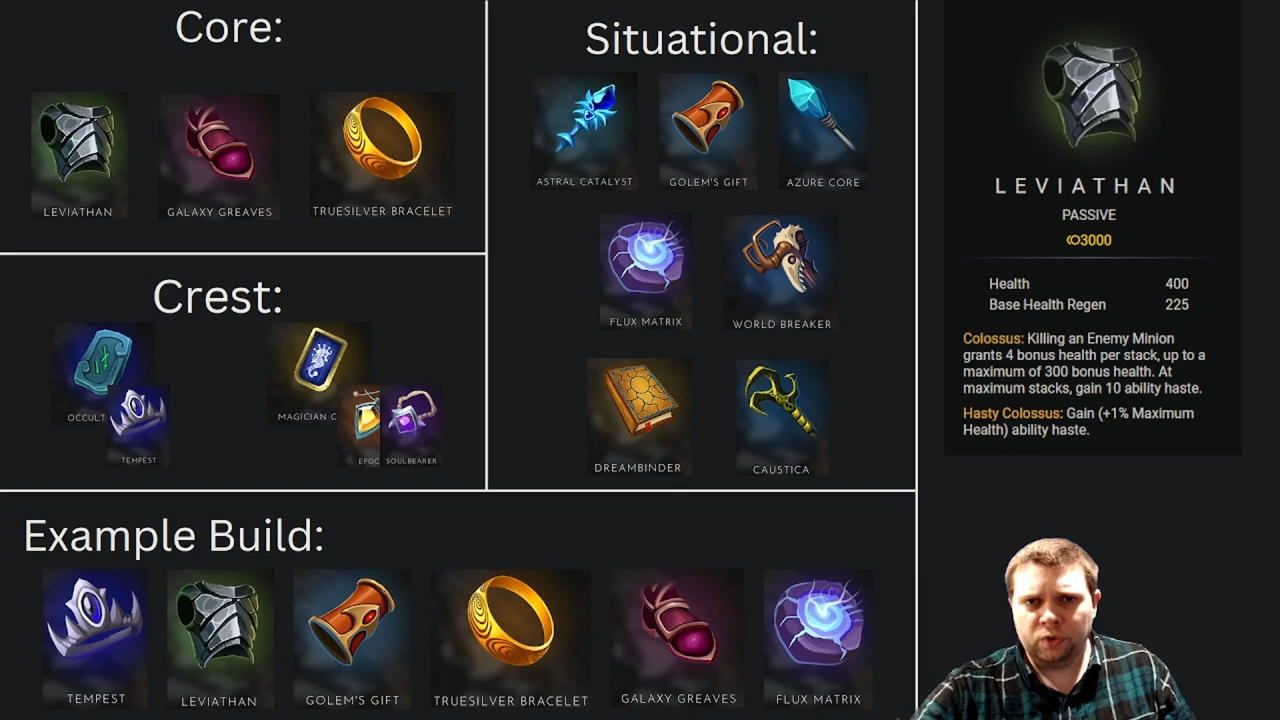 Core:
LEVIATHAN
GALAXY GREAVES
TRUESILVER BRACELET
Crest:
OCCULT
TEMPEST
MAGICIAN C
EPOC
SOULBEARER
Situational:
ASTRAL CATALYST
GOLEM'S GIFT
AZURE CORE
FLUX MATRIX
WORLD BREAKER
DREAMBINDER
CAUSTICA
Example Build:
TEMPEST
LEVIATHAN
GOLEM'S GIFT
TRUESILVER BRACELET
GALAXY GREAVES
FLUX MATRIX
LEVIATHAN
PASSIVE
3000
Health 400
Base Health Regen 225
Colossus: Killing an Enemy Minion
grants 4 bonus health per stack, up to a
maximum of 300 bonus health. At
maximum stacks, gain 10 ability haste.
Hasty Colossus: Gain (+1% Maximum
Health) ability haste.